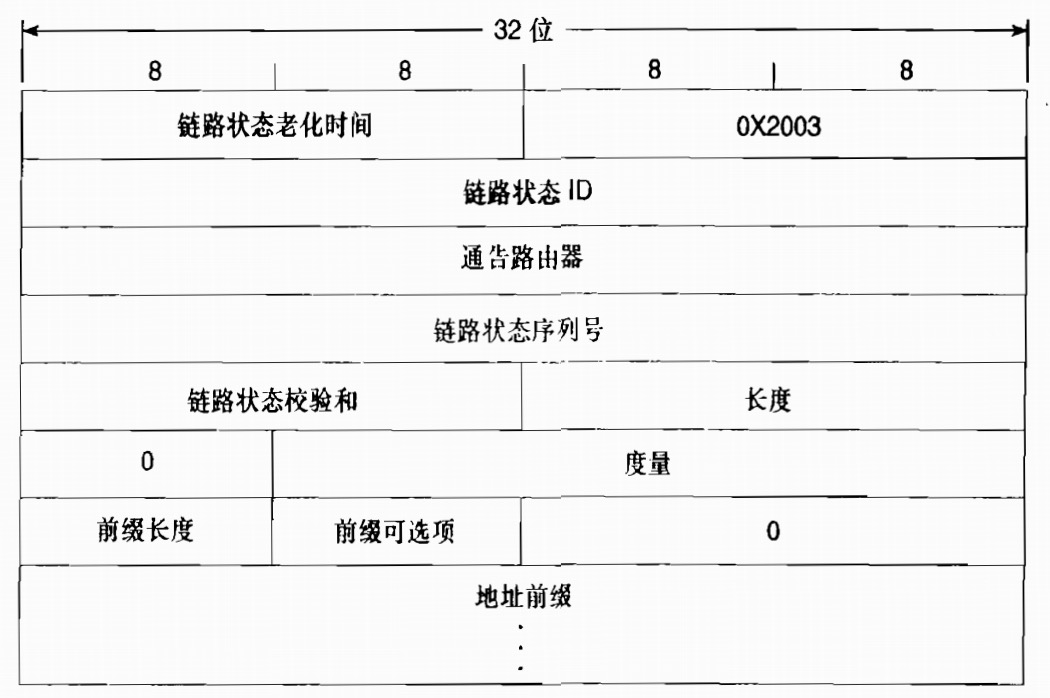 32 位
8 8 8 8
链路状态老化时间 0X2003
链路状态 ID
通告路由器
链路状态序列号
链路状态校验和 长度
0 度量
前缀长度 前缀可选项 0
地址前缀